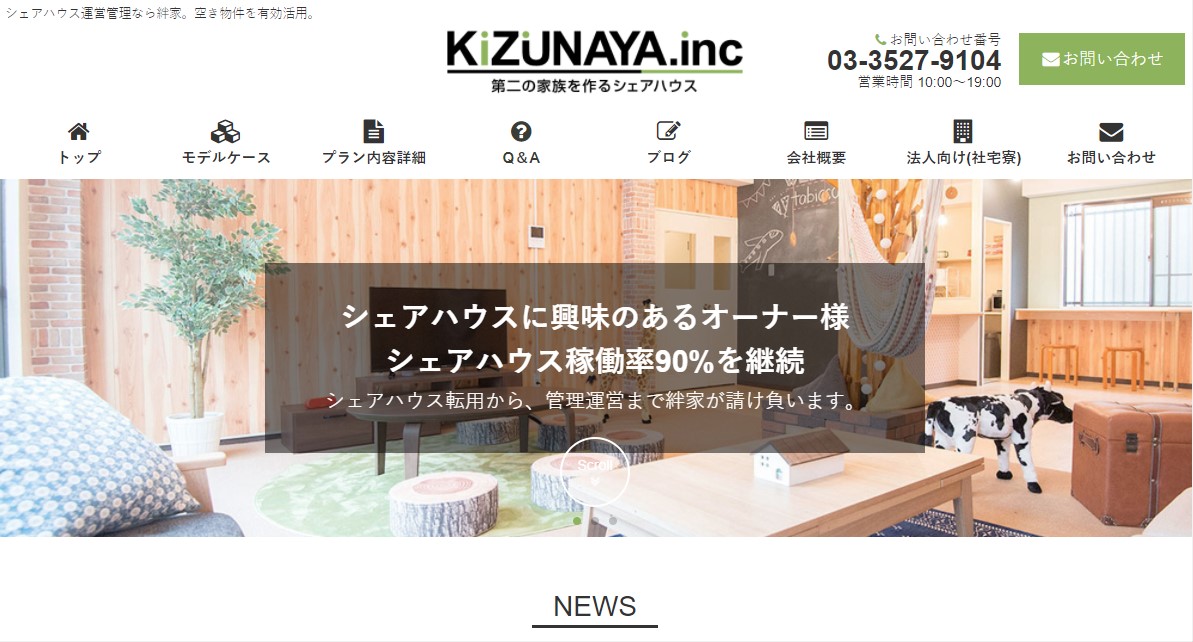 シェアハウス運営管理なら絆家。空き物件を有効活用。
KiZUNAYA.inc
第二の家族を作るシェアハウス
お問い合わせ番号
03-3527-9104
営業時間 10:00〜19:00
お問い合わせ
トップ
モデルケース
プラン内容詳細
Q&A
ブログ
会社概要
法人向け(社宅寮)
お問い合わせ
シェアハウスに興味のあるオーナー様
シェアハウス稼働率90%を継続
シェアハウス転用から、管理運営まで絆家が請け負います。
Scroll
NEWS